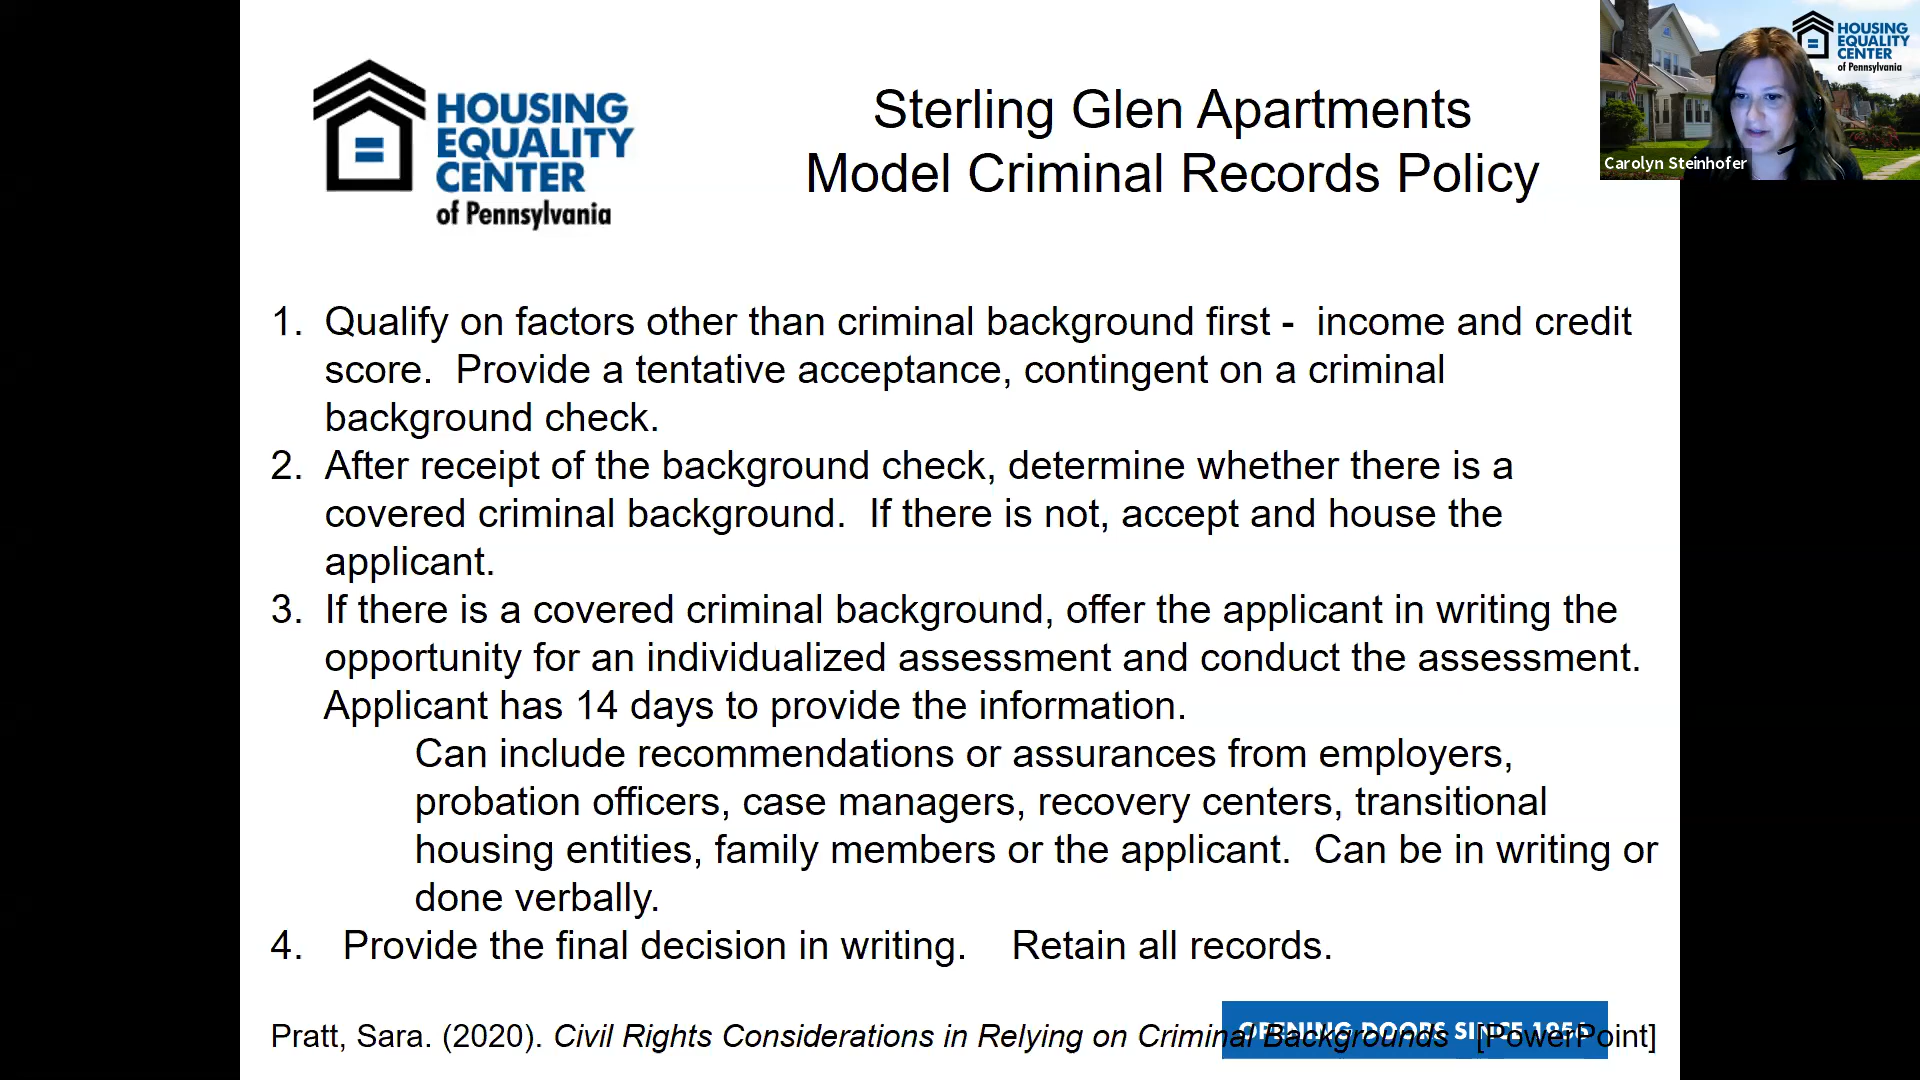 HOUSING
EQUALITY
CENTER
of Pennsylvania
Sterling Glen Apartments
Model Criminal Records Policy
HOUSING
EQUALITY
CENTER
of Pennsylvania
Carolyn Steinhofer
1. Qualify on factors other than criminal background first - income and credit
score. Provide a tentative acceptance, contingent on a criminal
background check.
2. After receipt of the background check, determine whether there is a
covered criminal background. If there is not, accept and house the
applicant.
3. If there is a covered criminal background, offer the applicant in writing the
opportunity for an individualized assessment and conduct the assessment.
Applicant has 14 days to provide the information.
Can include recommendations or assurances from employers,
probation officers, case managers, recovery centers, transitional
housing entities, family members or the applicant. Can be in writing or
done verbally.
4. Provide the final decision in writing. Retain all records.
Pratt, Sara. (2020). Civil Rights Considerations in Relying on Criminal Backgrounds [PowerPoint]
OPENING DOORS SINCE 1956